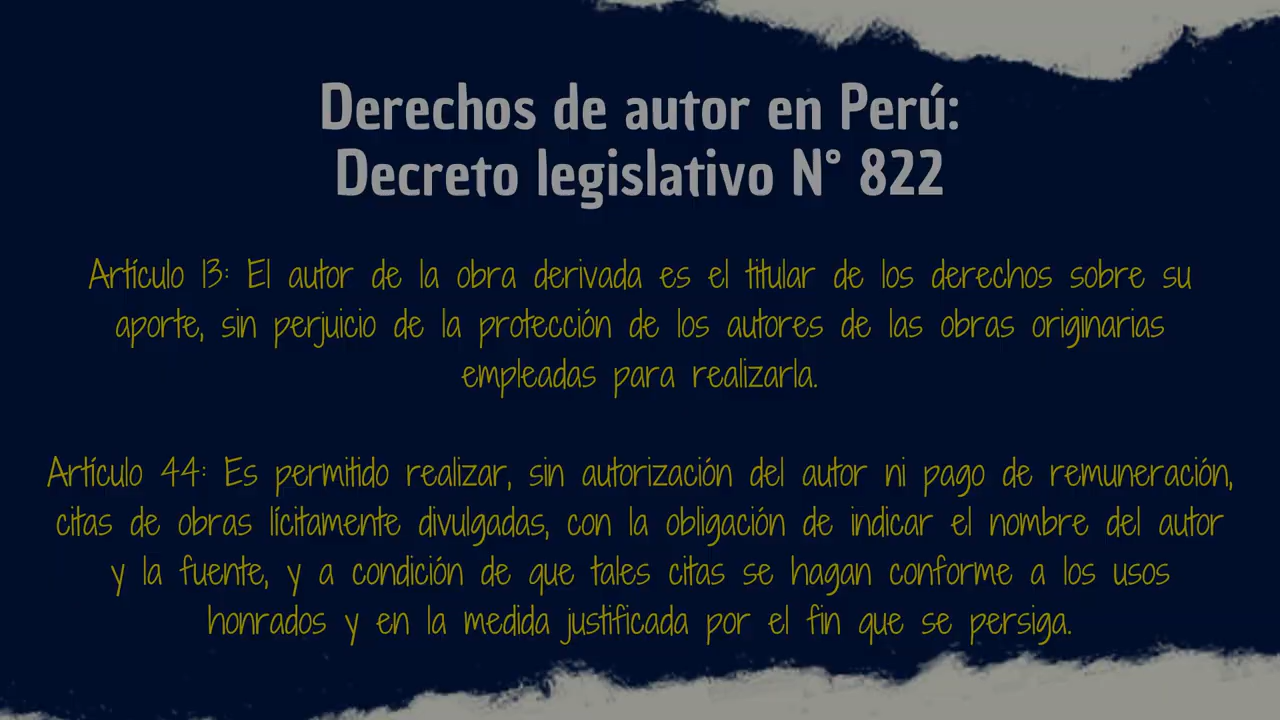 Derechos de autor en Perú:
Decreto legislativo N° 822
Artículo 13: El autor de la obra derivada es el titular de los derechos sobre su
aporte, sin perjuicio de la protección de los autores de las obras originarias
empleadas para realizarla.
Artículo 44: Es permitido realizar, sin autorización del autor ni pago de remuneración,
citas de obras lícitamente divulgadas, con la obligación de indicar el nombre del autor
y la fuente, y a condición de que tales citas se hagan conforme a los usos
honrados y en la medida justificada por el fin que se persiga.